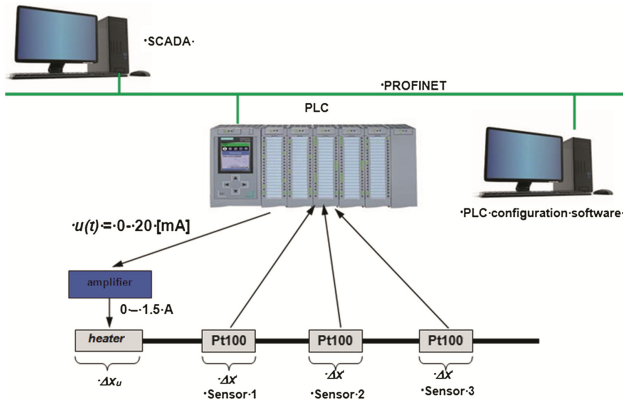 ·SCADA·
·PROFINET
PLC
·PLC·configuration·software·
·u(t)=·0-·20·[mA]
amplifier
0·–·1.5·A
heater
Pt100
Pt100
Pt100
·Δxu
·Δx
·Δx
·Δx
·Sensor·1
·Sensor·2
·Sensor·3